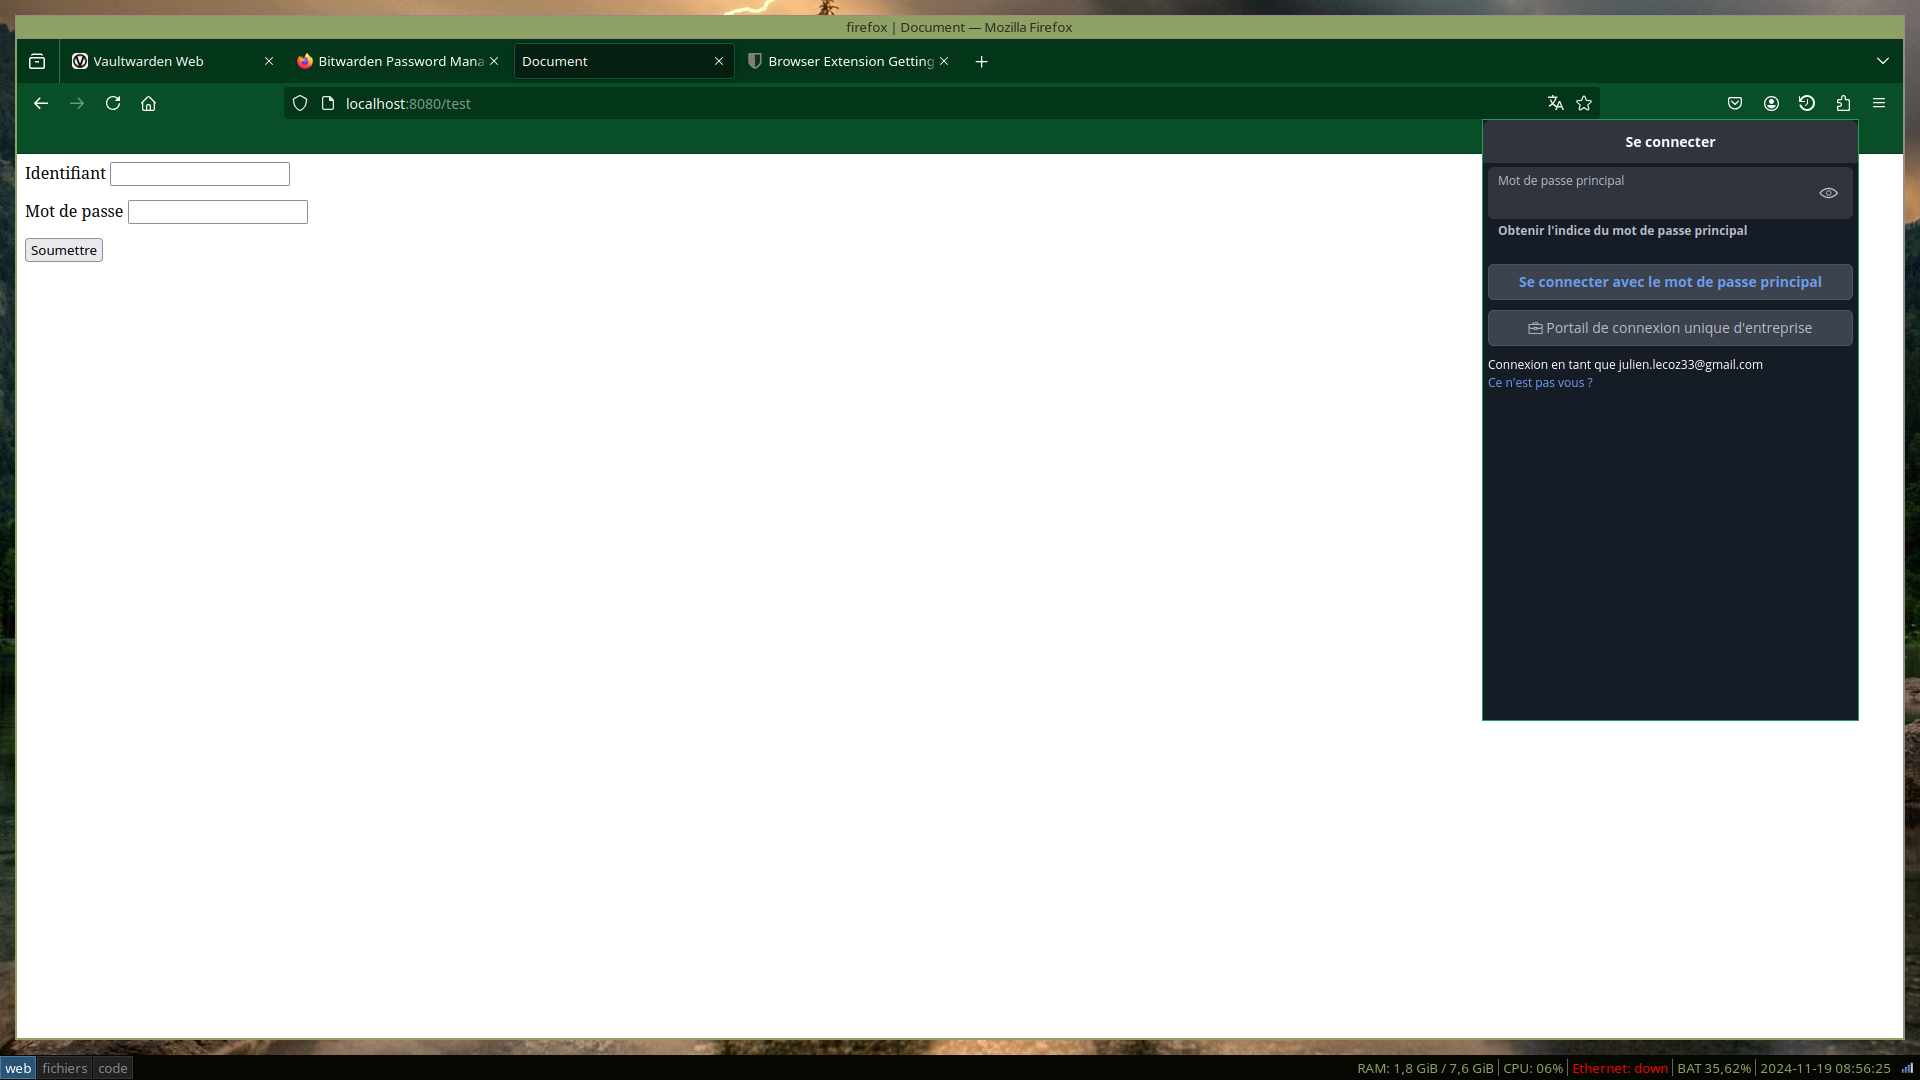 firefox | Document — Mozilla Firefox
Vaultwarden Web
Bitwarden Password Mana
Document
Browser Extension Getting
localhost:8080/test
Identifiant
Mot de passe
Soumettre
Se connecter
Mot de passe principal
Obtenir l'indice du mot de passe principal
Se connecter avec le mot de passe principal
Portail de connexion unique d'entreprise
Connexion en tant que julien.lecoz33@gmail.com
Ce n'est pas vous ?
web fichiers code
RAM: 1,8 GiB / 7,6 GiB | CPU: 06% | Ethernet: down | BAT 35,62% | 2024-11-19 08:56:25